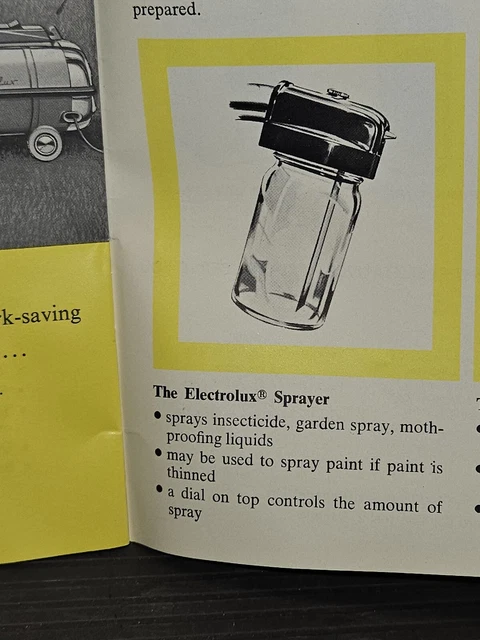 prepared.
k-saving
....
The Electrolux® Sprayer
• sprays insecticide, garden spray, moth-
proofing liquids
• may be used to spray paint if paint is
thinned
• a dial on top controls the amount of
spray